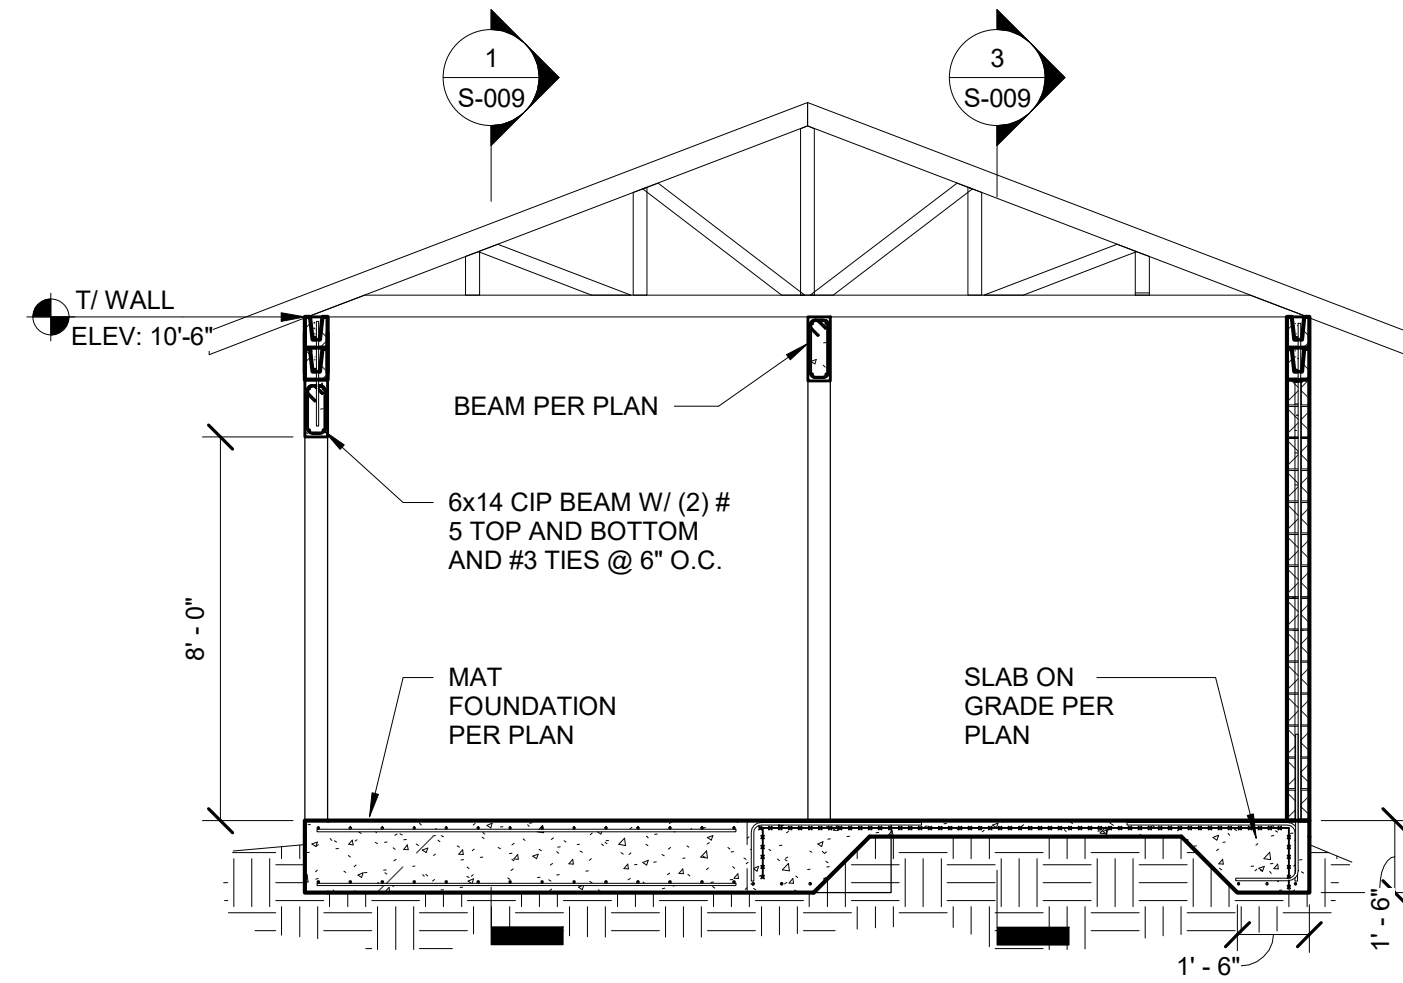 1
S-009
3
S-009
T/ WALL
ELEV: 10'-6"
BEAM PER PLAN
6x14 CIP BEAM W/ (2) #
5 TOP AND BOTTOM
AND #3 TIES @ 6" O.C.
8' - 0"
MAT
FOUNDATION
PER PLAN
SLAB ON
GRADE PER
PLAN
1' - 6"
1' - 6"